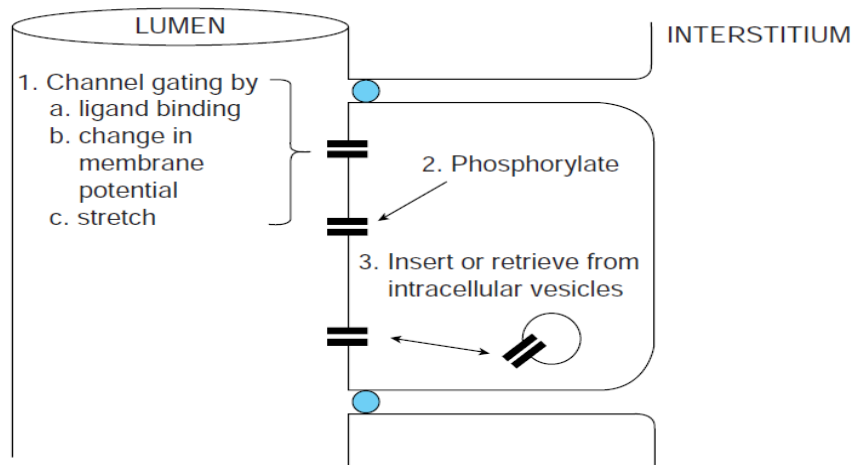 LUMEN
INTERSTITIUM
1. Channel gating by
a. ligand binding
b. change in
membrane
potential
c. stretch
2. Phosphorylate
3. Insert or retrieve from
intracellular vesicles